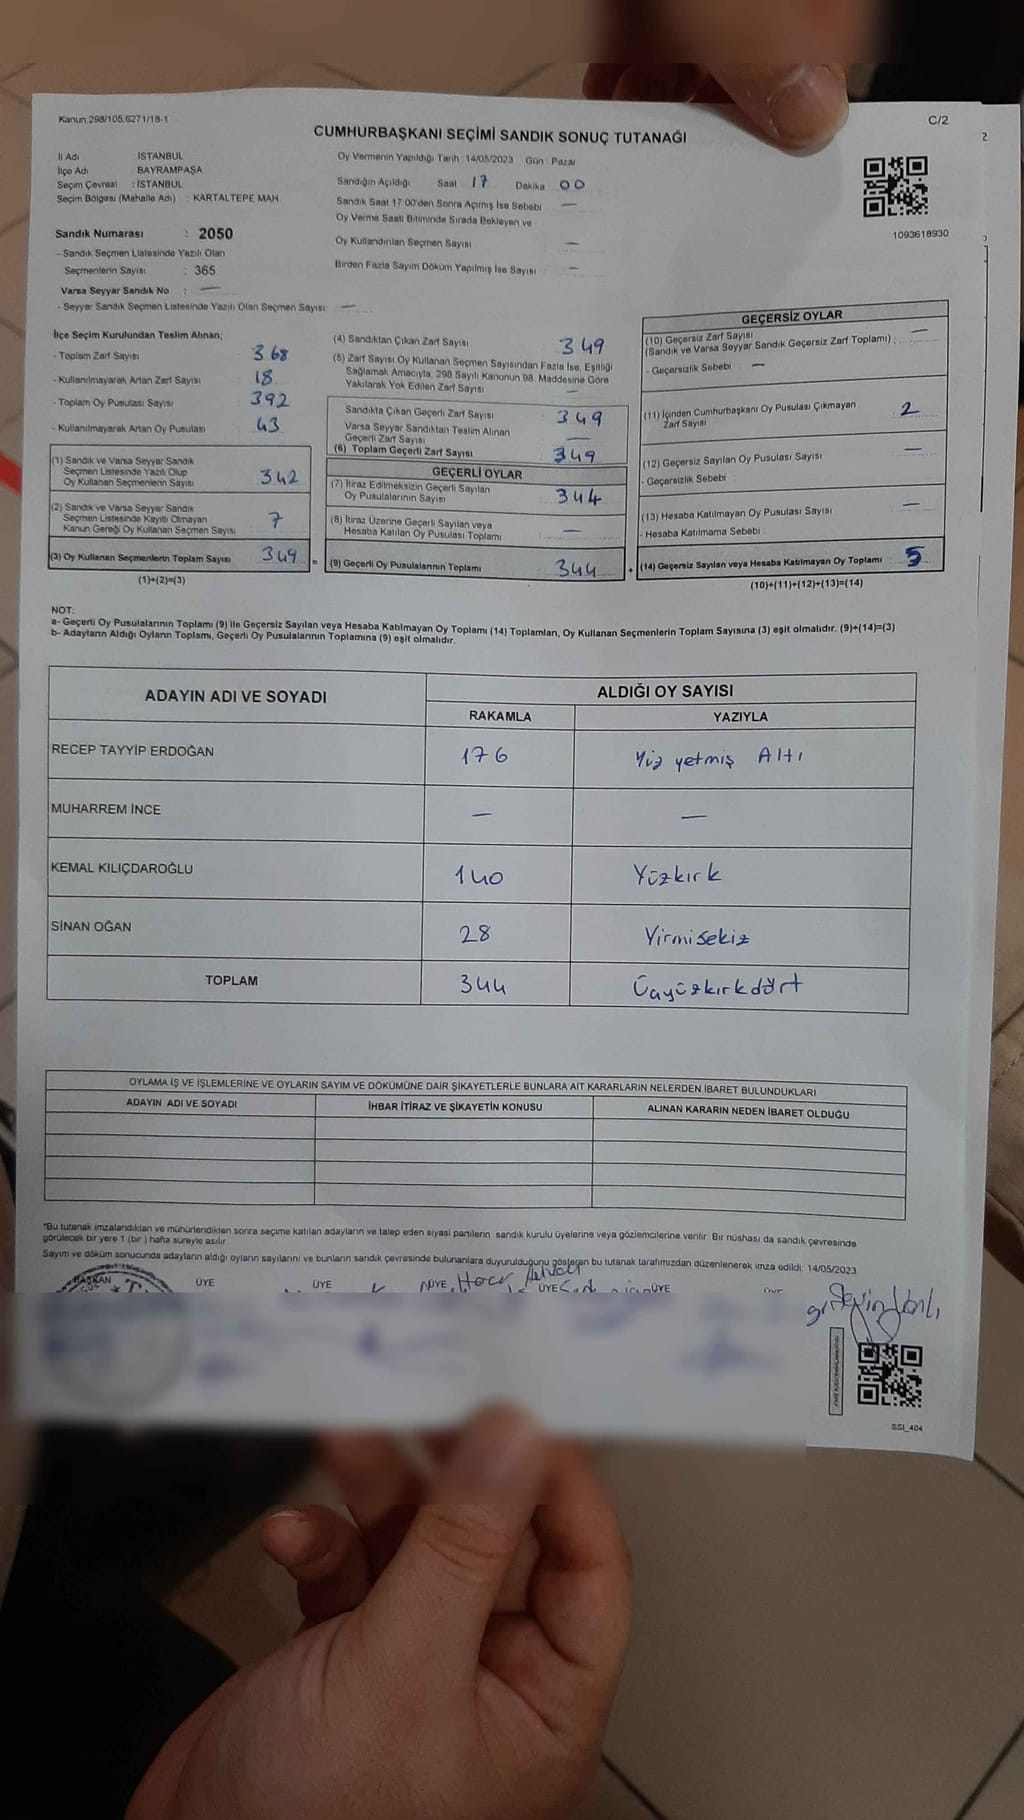 Kanun:298/105,6271/18-1
C/2
CUMHURBAŞKANI SEÇİMİ SANDIK SONUÇ TUTANAĞI
İl Adı : İSTANBUL
İlçe Adı : BAYRAMPAŞA
Seçim Çevresi : İSTANBUL
Seçim Bölgesi (Mahalle Adı) : KARTALTEPE MAH
Sandık Numarası : 2050
- Sandık Seçmen Listesinde Yazılı Olan
Seçmenlerin Sayısı : 365
Varsa Seyyar Sandık No : —
- Seyyar Sandık Seçmen Listesinde Yazılı Olan Seçmen Sayısı: —
Oy Vermenin Yapıldığı Tarih :14/05/2023 Gün : Pazar
Sandığın Açıldığı Saat 17 Dakika 00
Sandık Saat 17.00'den Sonra Açımış İse Sebebi —
Oy Verme Saati Bitiminde Sırada Bekleyen ve
Oy Kullandırılan Seçmen Sayısı —
Birden Fazla Sayım Döküm Yapılmış İse Sayısı —
1093618930
İlçe Seçim Kurulundan Teslim Alınan;
- Toplam Zarf Sayısı 368
- Kullanılmayarak Artan Zarf Sayısı 18
- Toplam Oy Pusulası Sayısı 392
- Kullanılmayarak Artan Oy Pusulası 43
(1) Sandık ve Varsa Seyyar Sandık
Seçmen Listesinde Yazılı Olup
Oy Kullanan Seçmenlerin Sayısı 342
(2) Sandık ve Varsa Seyyar Sandık
Seçmen Listesinde Kayıtlı Olmayan
Kanun Gereği Oy Kullanan Seçmen Sayısı 7
(3) Oy Kullanan Seçmenlerin Toplam Sayısı 349 =
(1)+(2)=(3)
(4) Sandıktan Çıkan Zarf Sayısı 349
(5) Zarf Sayısı Oy Kullanan Seçmen Sayısından Fazla İse, Eşitliği
Sağlamak Amacıyla, 298 Sayılı Kanunun 98. Maddesine Göre
Yakılarak Yok Edilen Zarf Sayısı —
Sandıkta Çıkan Geçerli Zarf Sayısı 349
Varsa Seyyar Sandıktan Teslim Alınan
Geçerli Zarf Sayısı —
(6) Toplam Geçerli Zarf Sayısı 349
GEÇERLİ OYLAR
(7) İtiraz Edilmeksizin Geçerli Sayılan
Oy Pusulalarının Sayısı 344
(8) İtiraz Üzerine Geçerli Sayılan veya
Hesaba Katılan Oy Pusulası Toplamı —
(9) Geçerli Oy Pusulalarının Toplamı 344 +
GEÇERSİZ OYLAR
(10) Geçersiz Zarf Sayısı —
(Sandık ve Varsa Seyyar Sandık Geçersiz Zarf Toplamı) :
- Geçersizlik Sebebi : —
(11) İçinden Cumhurbaşkanı Oy Pusulası Çıkmayan
Zarf Sayısı 2
(12) Geçersiz Sayılan Oy Pusulası Sayısı —
- Geçersizlik Sebebi :
(13) Hesaba Katılmayan Oy Pusulası Sayısı —
- Hesaba Katılmama Sebebi :
(14) Geçersiz Sayılan veya Hesaba Katılmayan Oy Toplamı 5
(10)+(11)+(12)+(13)=(14)
NOT:
a- Geçerli Oy Pusulalarının Toplamı (9) ile Geçersiz Sayılan veya Hesaba Katılmayan Oy Toplamı (14) Toplamları, Oy Kullanan Seçmenlerin Toplam Sayısına (3) eşit olmalıdır. (9)+(14)=(3)
b- Adayların Aldığı Oyların Toplamı, Geçerli Oy Pusulalarının Toplamına (9) eşit olmalıdır.
ADAYIN ADI VE SOYADI ALDIĞI OY SAYISI
RAKAMLA YAZIYLA
RECEP TAYYİP ERDOĞAN 176 Yüz yetmiş Altı
MUHARREM İNCE — —
KEMAL KILIÇDAROĞLU 140 Yüzkırk
SİNAN OĞAN 28 Yirmisekiz
TOPLAM 344 Üçyüzkırkdört
OYLAMA İŞ VE İŞLEMLERİNE VE OYLARIN SAYIM VE DÖKÜMÜNE DAİR ŞİKAYETLERLE BUNLARA AİT KARARLARIN NELERDEN İBARET BULUNDUKLARI
ADAYIN ADI VE SOYADI İHBAR İTİRAZ VE ŞİKAYETİN KONUSU ALINAN KARARIN NEDEN İBARET OLDUĞU
*Bu tutanak imzalandıktan ve mühürlendikten sonra seçime katılan adayların ve talep eden siyasi partilerin sandık kurulu üyelerine veya gözlemcilerine verilir. Bir nüshası da sandık çevresinde
görülecek bir yere 1 (bir ) hafta süreyle asılır
Sayım ve döküm sonucunda adayların aldığı oyların sayılarını ve bunların sandık çevresinde bulunanlara duyurulduğunu gösteren bu tutanak tarafımızdan düzenlenerek imza edildi. 14/05/2023
BAŞKAN ÜYE ÜYE ÜYE ÜYE ÜYE
SSI_404